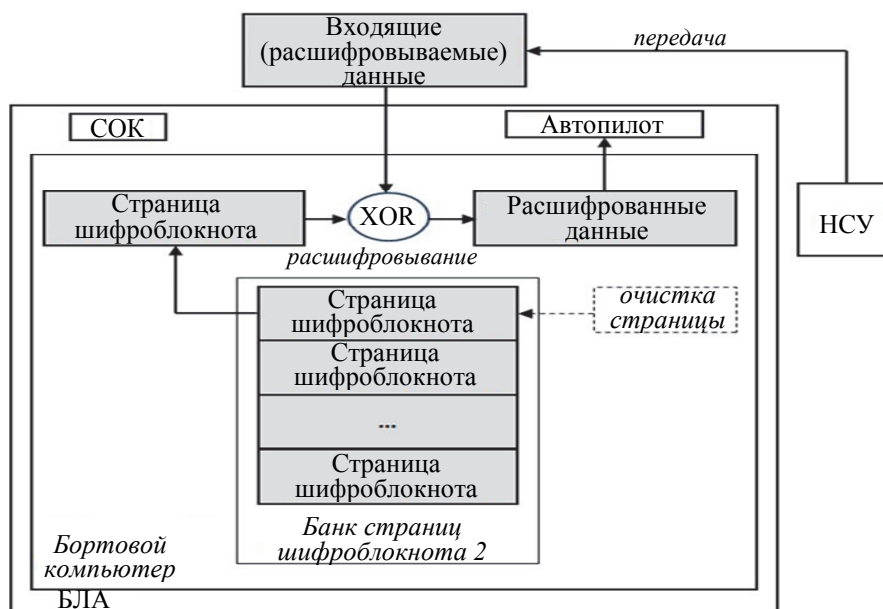 Входящие
(расшифровываемые)
данные
передача
СОК
Автопилот
Страница
шифроблокнота
XOR
Расшифрованные
данные
НСУ
расшифровывание
Страница
шифроблокнота
очистка
страницы
Страница
шифроблокнота
...
Страница
шифроблокнота
Банк страниц
шифроблокнота 2
Бортовой
компьютер
БЛА